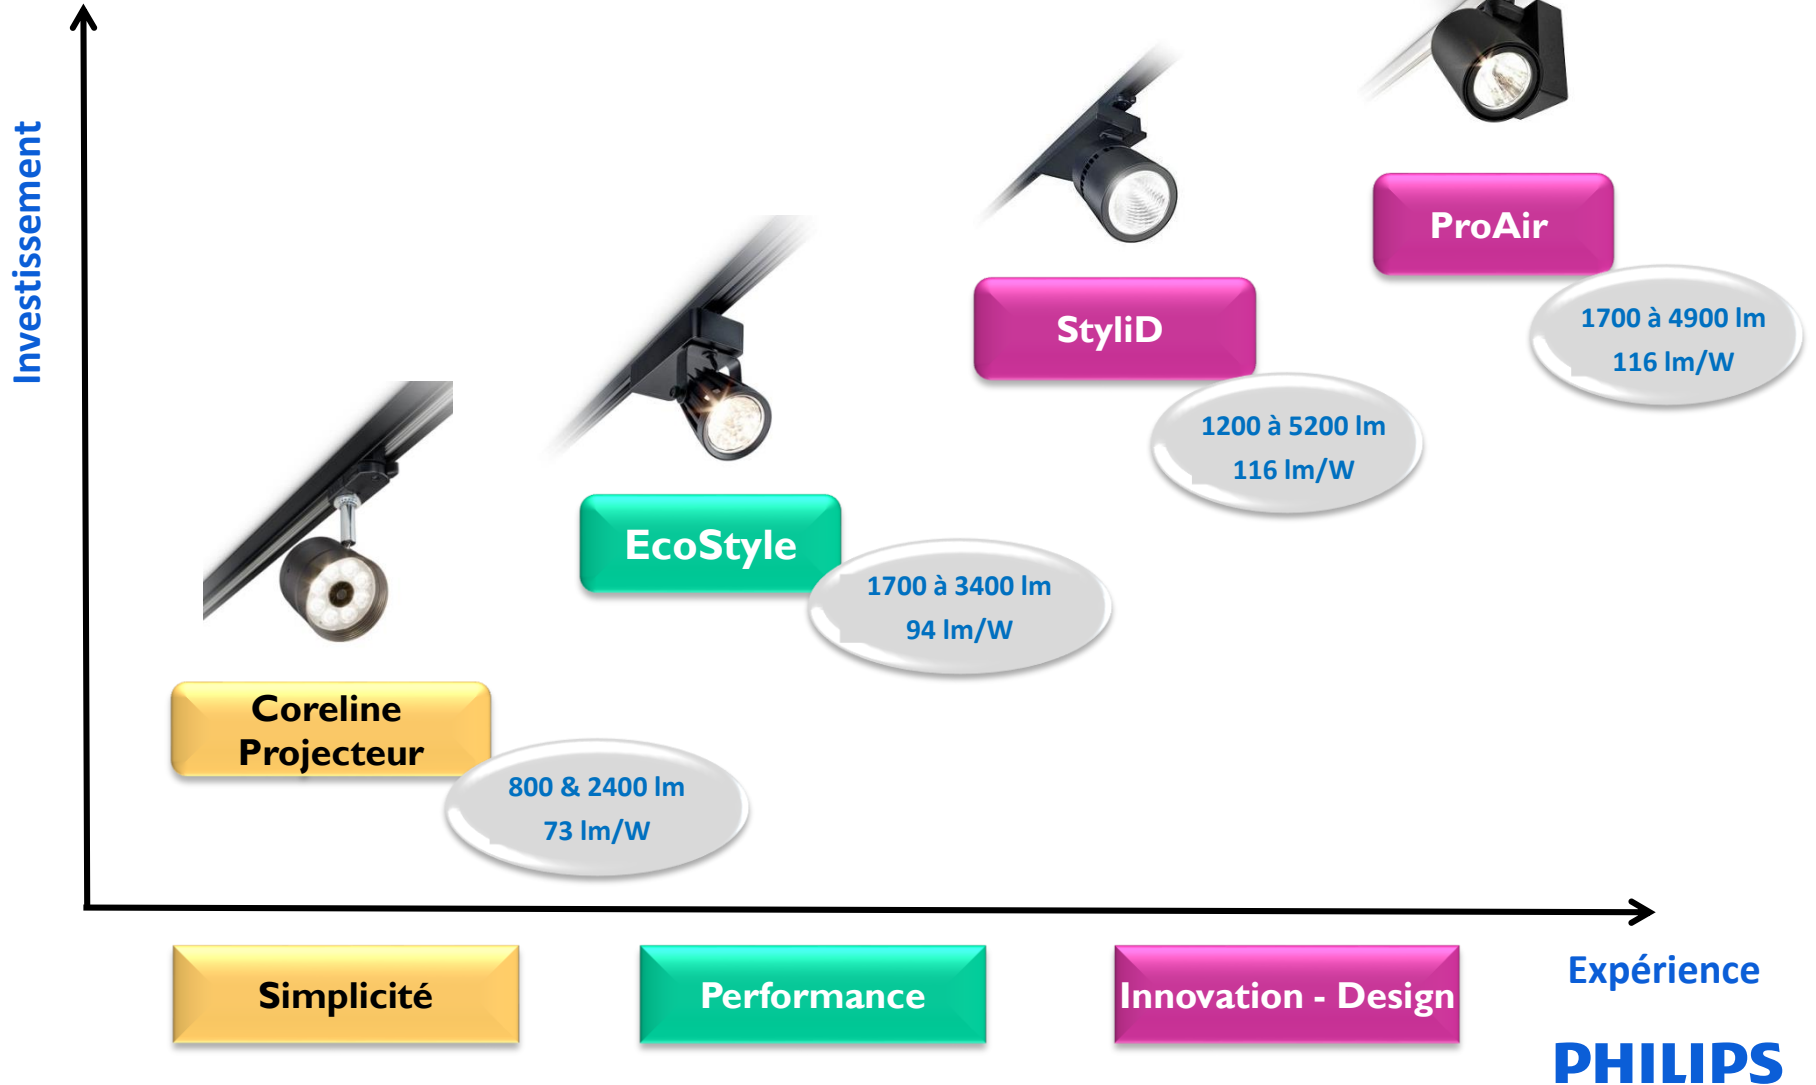 Investissement
ProAir
1700 à 4900 lm
116 lm/W
StyliD
1200 à 5200 lm
116 lm/W
EcoStyle
1700 à 3400 lm
94 lm/W
Coreline
Projecteur
800 & 2400 lm
73 lm/W
Simplicité
Performance
Innovation - Design
Expérience
PHILIPS